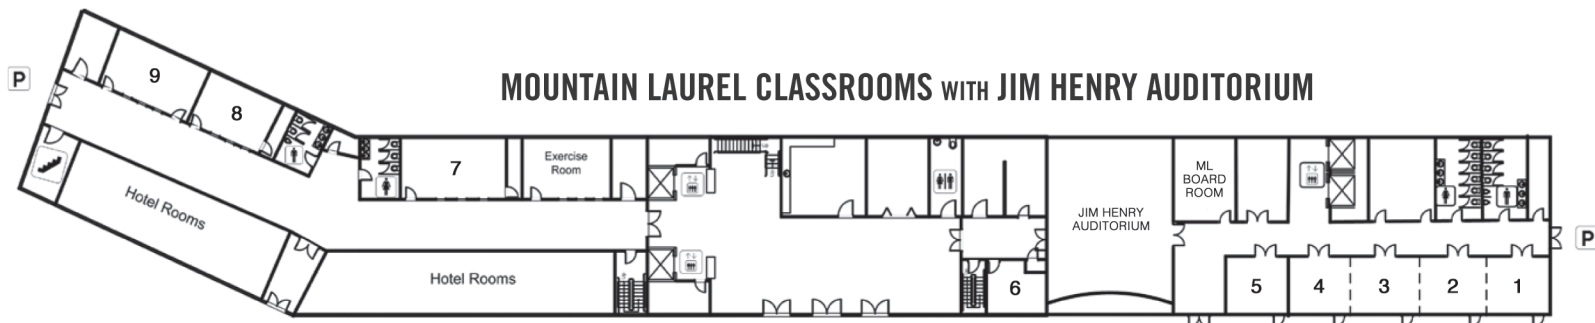 MOUNTAIN LAUREL CLASSROOMS WITH JIM HENRY AUDITORIUM
P
9
8
7
Exercise
Room
Hotel Rooms
Hotel Rooms
ML
BOARD
ROOM
JIM HENRY
AUDITORIUM
P
6
5
4
3
2
1